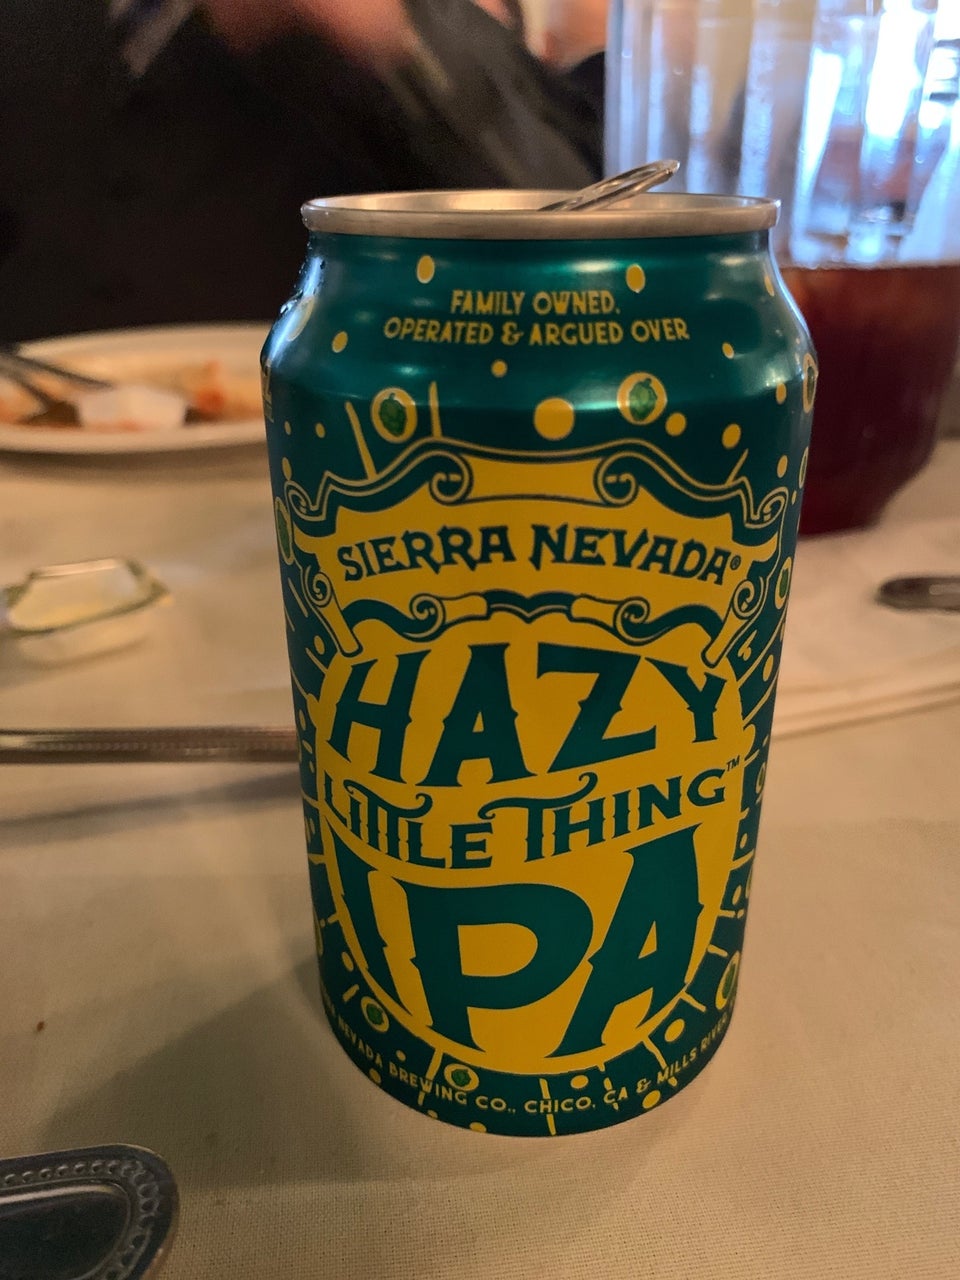 FAMILY OWNED,
OPERATED & ARGUED OVER
SIERRA NEVADA®
HAZY
LITTLE THING™
IPA
NEVADA BREWING CO., CHICO, CA & MILLS RIVER